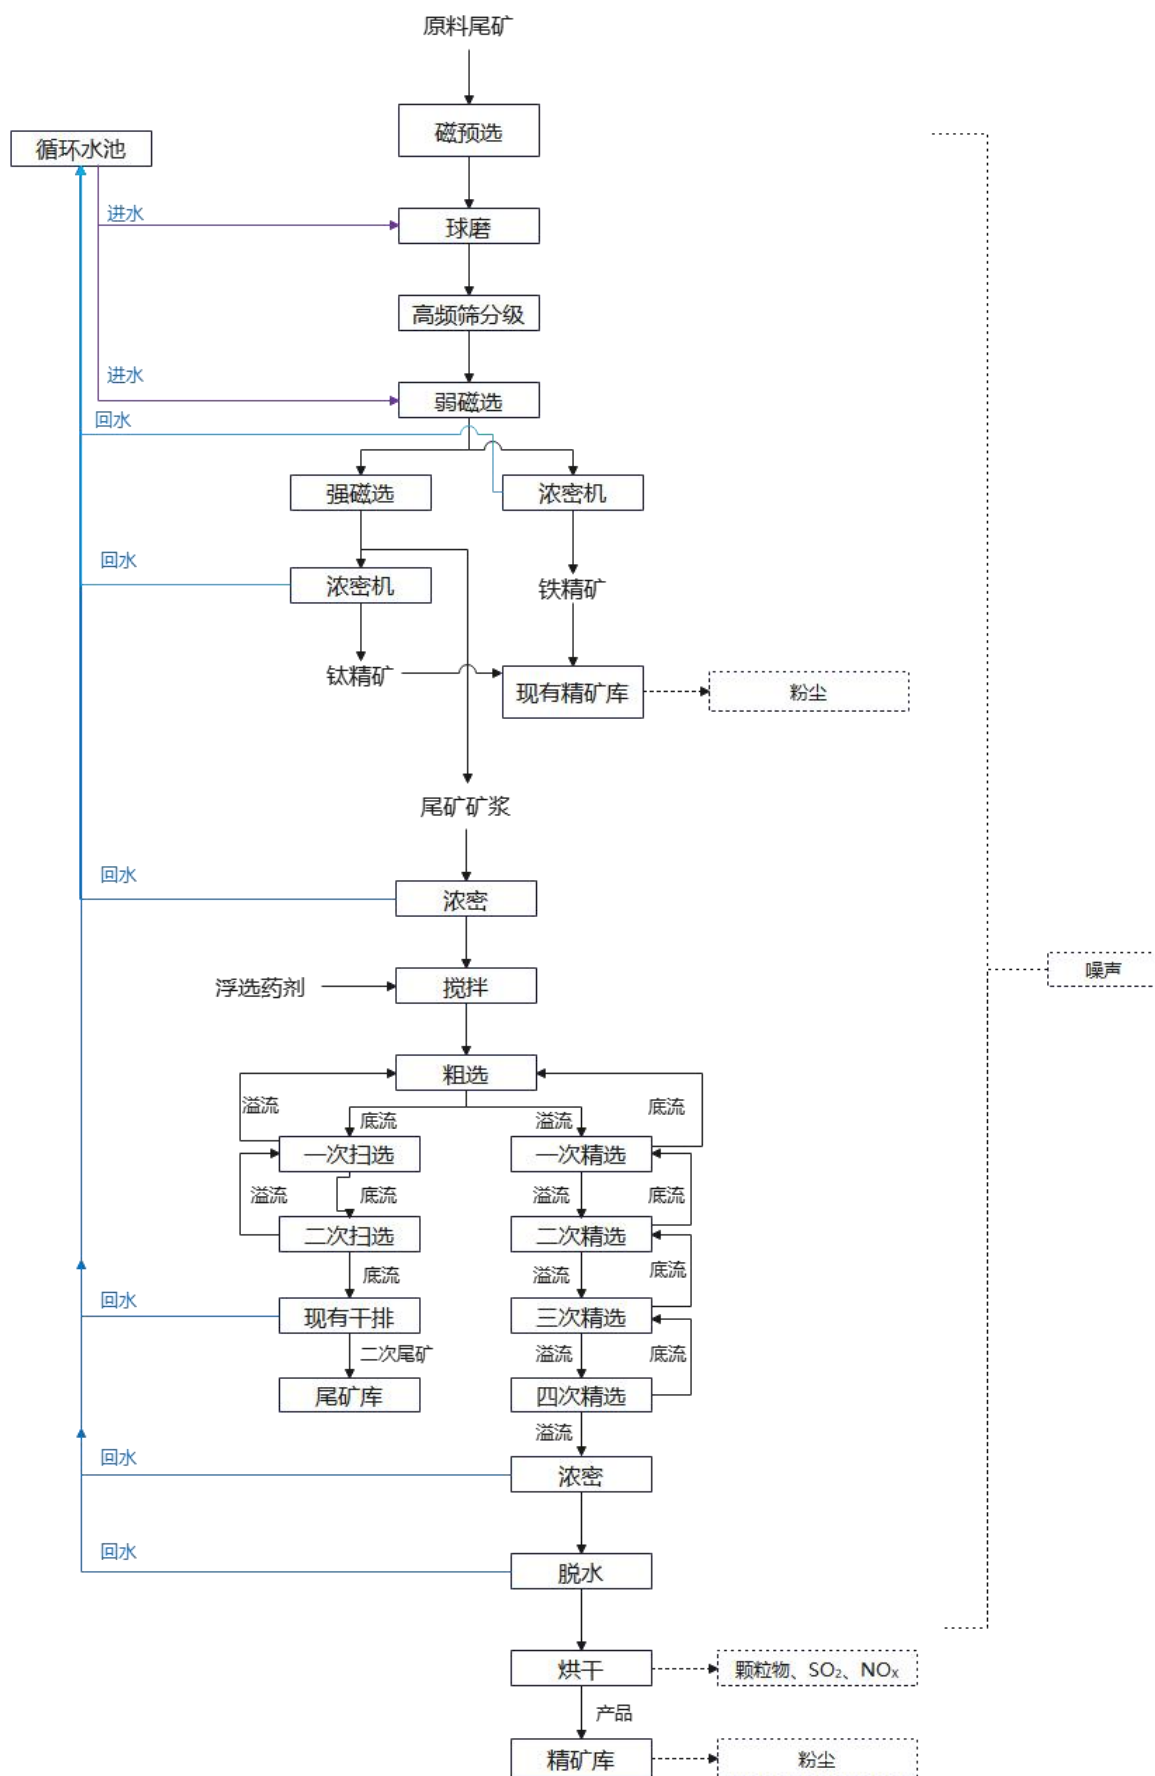 原料尾矿
磁预选
循环水池
进水
球磨
高频筛分级
进水
弱磁选
回水
强磁选
浓密机
回水
浓密机
铁精矿
钛精矿
现有精矿库
粉尘
尾矿矿浆
回水
浓密
噪声
浮选药剂
搅拌
粗选
溢流
底流
溢流
底流
一次扫选
一次精选
溢流
底流
溢流
底流
二次扫选
二次精选
底流
溢流
底流
回水
现有干排
三次精选
二次尾矿
溢流
底流
尾矿库
四次精选
溢流
回水
浓密
回水
脱水
烘干
颗粒物、SO₂、NOₓ
产品
精矿库
粉尘